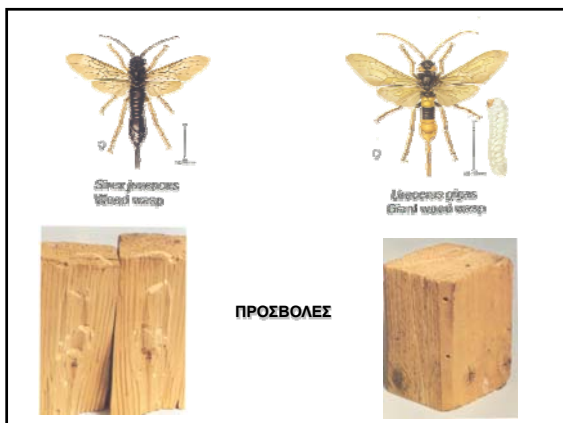 Sirex juvencus
Wood wasp
Urocerus gigas
Giant wood wasp
ΠΡΟΣΒΟΛΕΣ